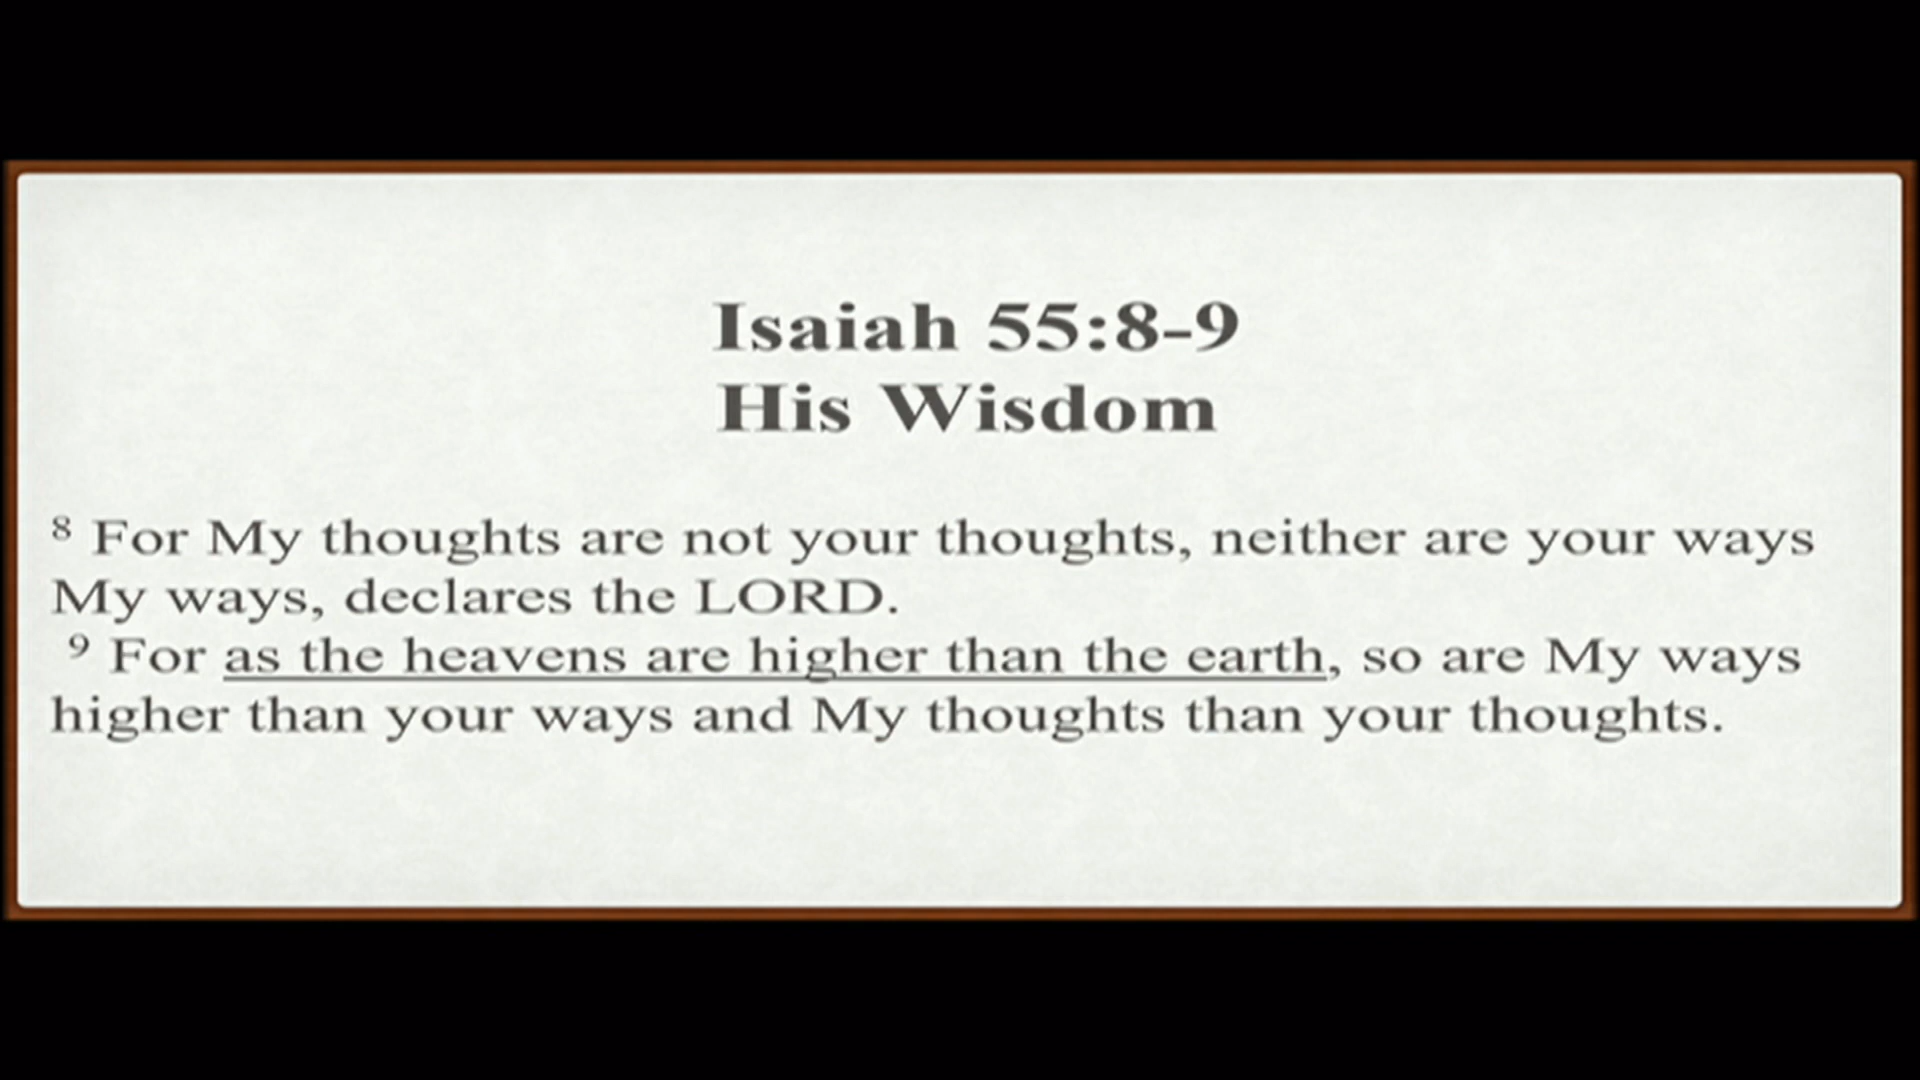 Isaiah 55:8-9
His Wisdom
8 For My thoughts are not your thoughts, neither are your ways
My ways, declares the LORD.
9 For as the heavens are higher than the earth, so are My ways
higher than your ways and My thoughts than your thoughts.